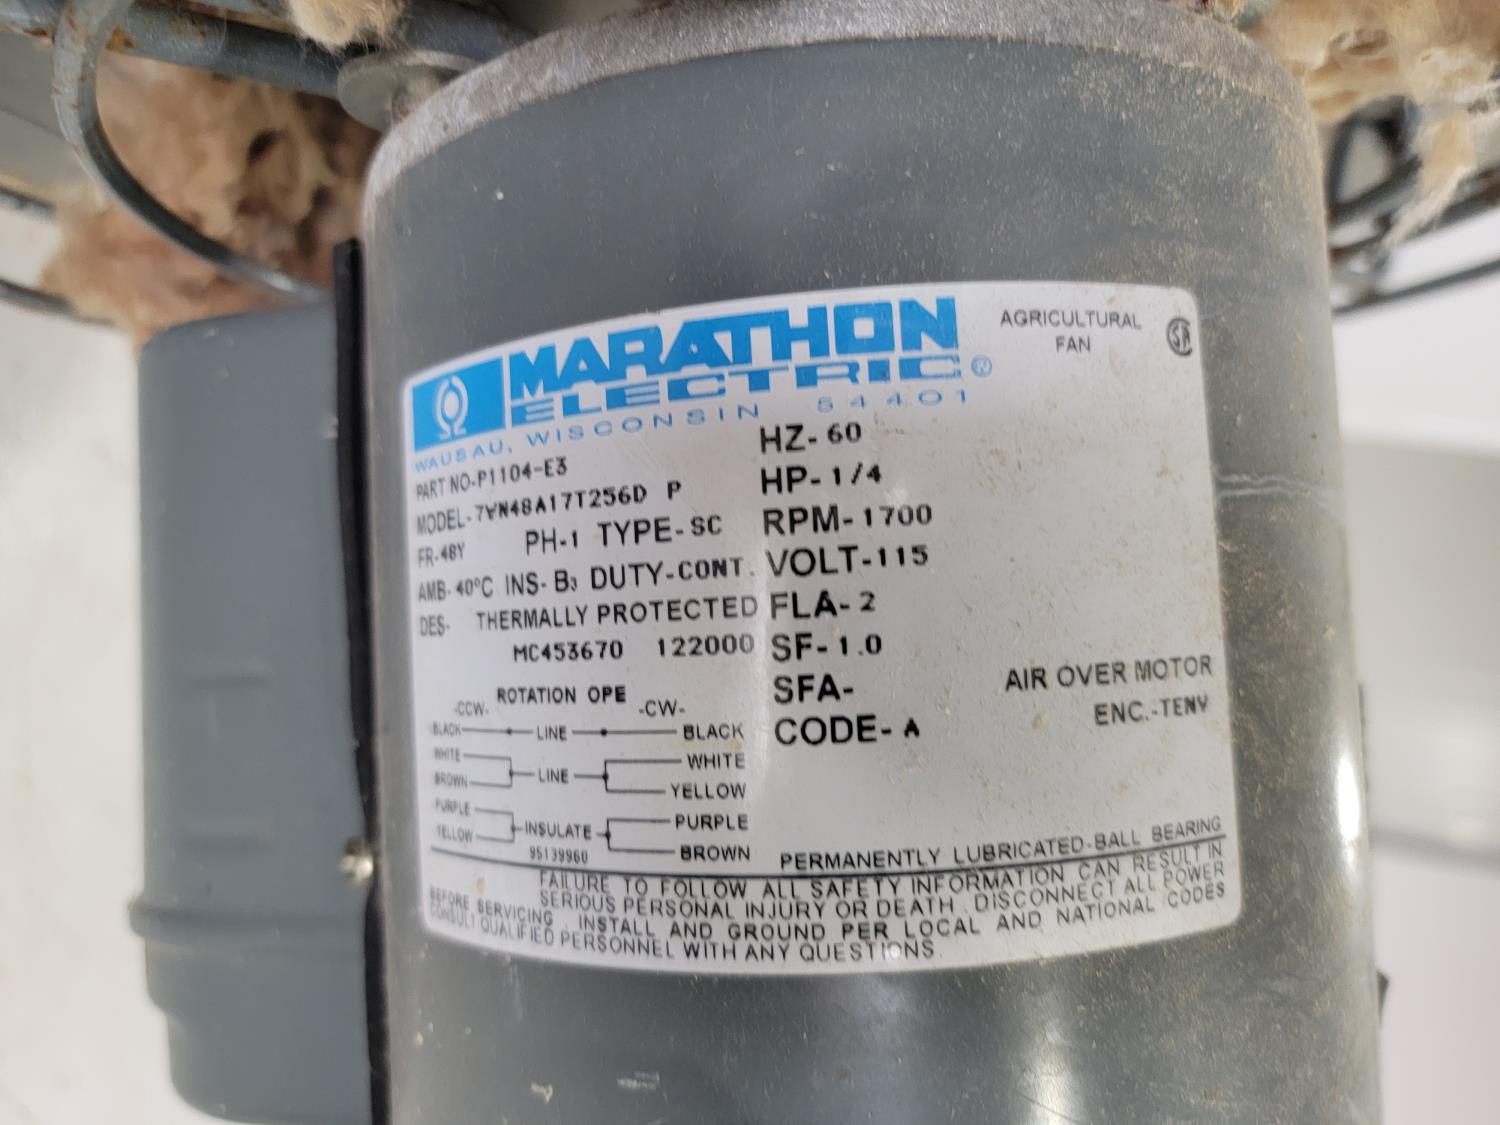 MARATHON
ELECTRIC®
WAUSAU, WISCONSIN 54401
AGRICULTURAL
FAN
SA
PART NO-P1104-E3
MODEL-7VN48A17T256D P
FR-48Y PH-1 TYPE-SC
AMB-40°C INS-B3 DUTY-CONT.
DES- THERMALLY PROTECTED
MC453670 122000
HZ-60
HP-1/4
RPM-1700
VOLT-115
FLA-2
SF-1.0
SFA-
CODE-A
AIR OVER MOTOR
ENC.-TENV
ROTATION OPE
-CCW- -CW-
BLACK LINE BLACK
WHITE WHITE
BROWN LINE YELLOW
PURPLE PURPLE
YELLOW INSULATE BROWN
95139960
PERMANENTLY LUBRICATED-BALL BEARING
FAILURE TO FOLLOW ALL SAFETY INFORMATION CAN RESULT IN
SERIOUS PERSONAL INJURY OR DEATH. DISCONNECT ALL POWER
BEFORE SERVICING. INSTALL AND GROUND PER LOCAL AND NATIONAL CODES
CONSULT QUALIFIED PERSONNEL WITH ANY QUESTIONS.